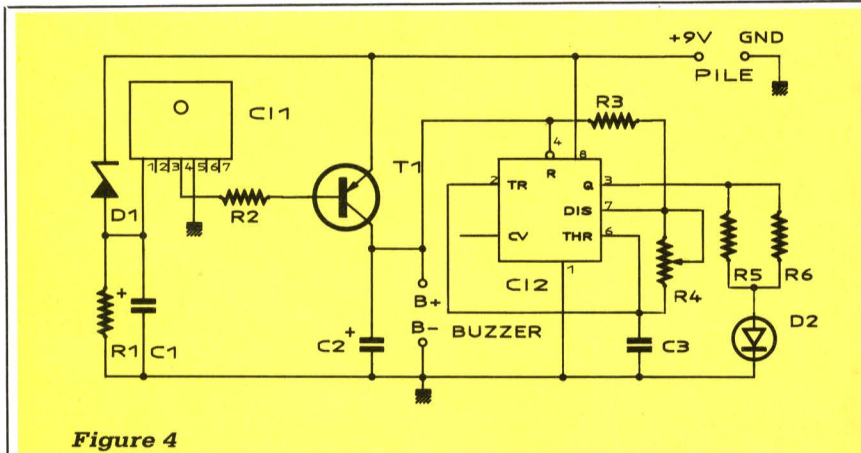 +9V GND
PILE
CI1
R3
4
8
1 2 3 4 5 6 7
T1
R
2
TR
Q
3
R2
D1
DIS
7
CV
THR
6
R5
R6
1
CI2
R4
B+
+
R1
C1
B-
BUZZER
D2
+
C2
C3
Figure 4